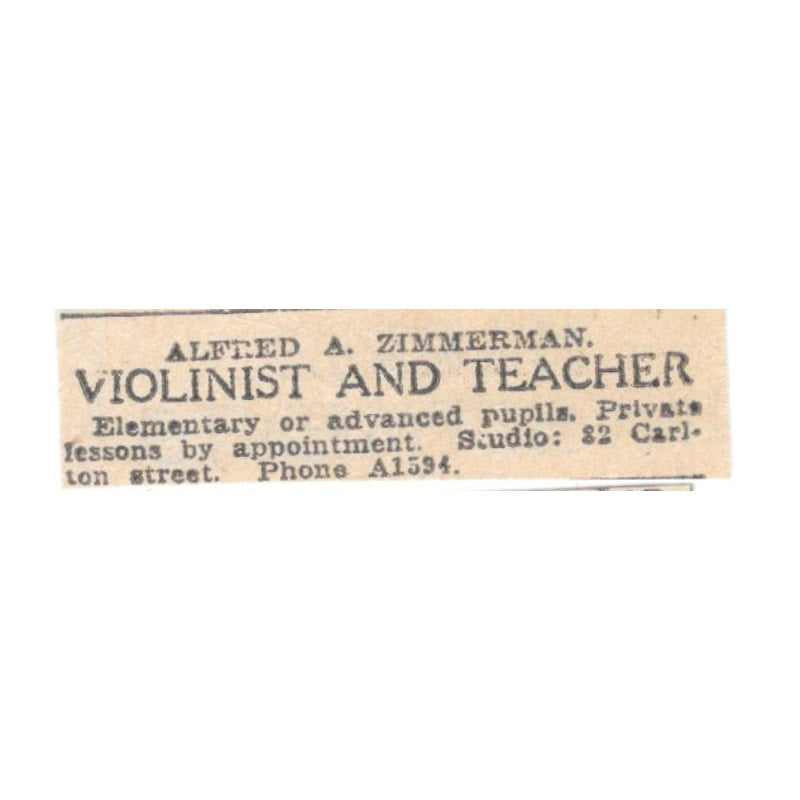 ALFRED A. ZIMMERMAN.
VIOLINIST AND TEACHER
Elementary or advanced pupils. Private
lessons by appointment. Studio: 82 Carl-
ton street. Phone A1594.